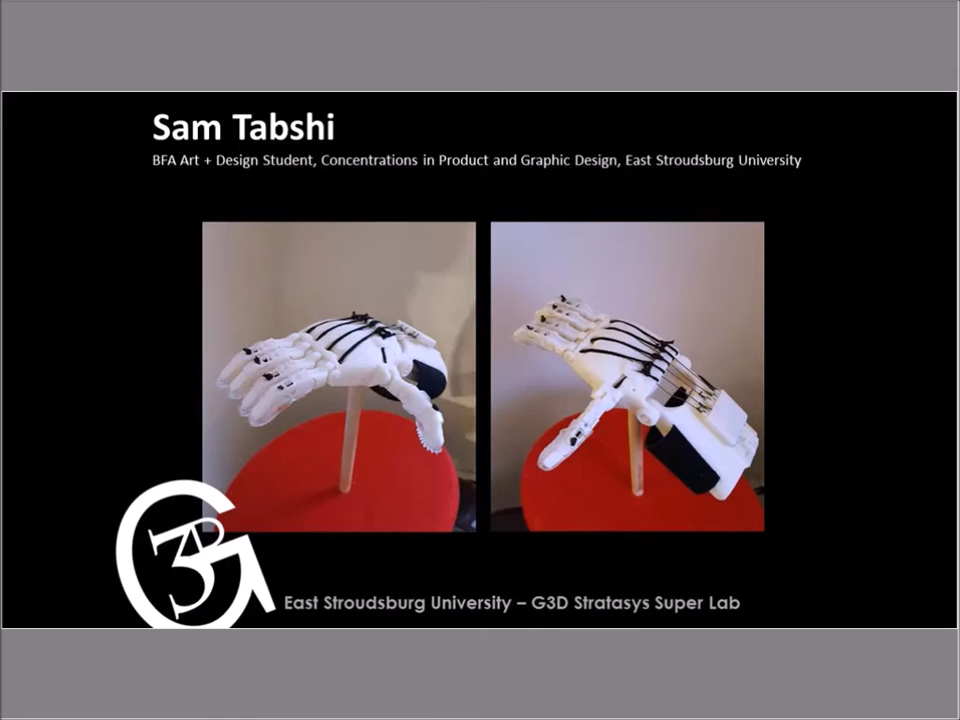 Sam Tabshi
BFA Art + Design Student, Concentrations in Product and Graphic Design, East Stroudsburg University
G3D
East Stroudsburg University – G3D Stratasys Super Lab